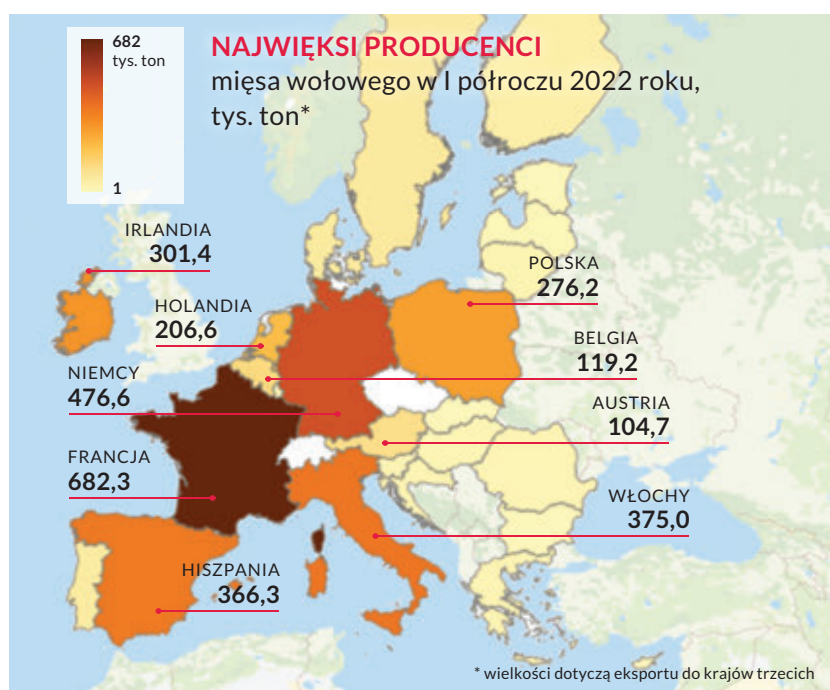 682
tys. ton
1
NAJWIĘKSI PRODUCENCI
mięsa wołowego w I półroczu 2022 roku,
tys. ton*
IRLANDIA
301,4
HOLANDIA
206,6
NIEMCY
476,6
FRANCJA
682,3
HISZPANIA
366,3
POLSKA
276,2
BELGIA
119,2
AUSTRIA
104,7
WŁOCHY
375,0
* wielkości dotyczą eksportu do krajów trzecich